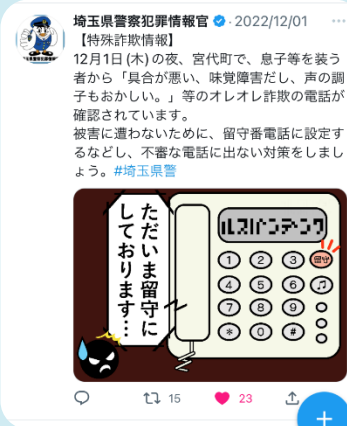 埼玉県警察犯罪情報官 · 2022/12/01
【特殊詐欺情報】
12月1日(木)の夜、宮代町で、息子等を装う
者から「具合が悪い、味覚障害だし、声の調
子もおかしい。」等のオレオレ詐欺の電話が
確認されています。
被害に遭わないために、留守番電話に設定す
るなどし、不審な電話に出ない対策をしまし
ょう。#埼玉県警
ただいま留守に
しております…
ルスバンデンワ
1 2 3 留守
4 5 6
7 8 9
* 0 #
15 23